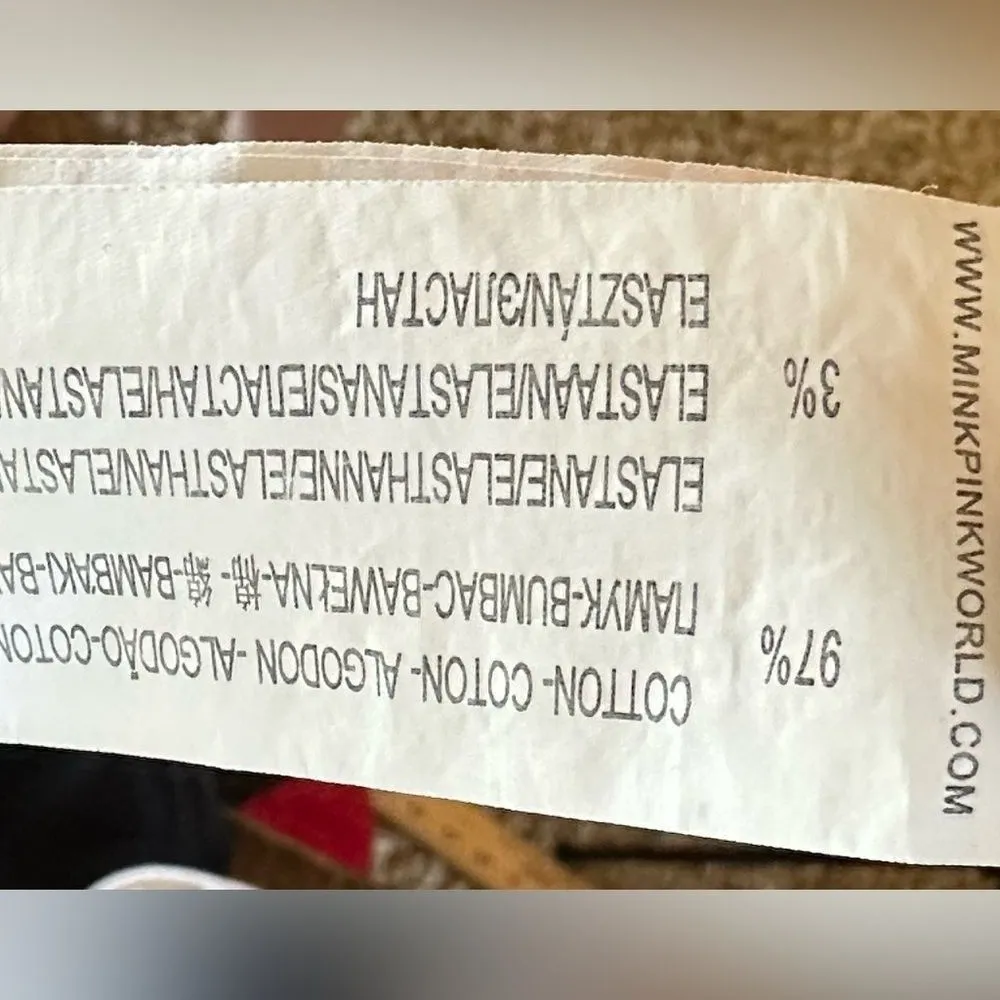 97% COTTON- COTON- ALGODON- ALGODÃO-COTON
ПАМУК-BUMBAC-BAWEŁNA-棉- 綿-BAMBAKI-BA
ELASTANE/ELASTHANNE/ELASTHAN/ELASTA
3% ELASTAAN/ELASTANAS/ЕЛАСТАН/ELASTAN
ELASZTÁN/ЭЛАСТАН
WWW.MINKPINKWORLD.COM